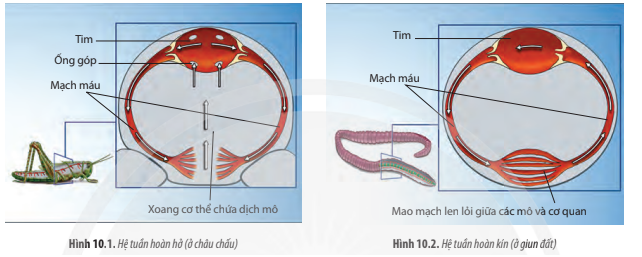 Tim
Ống góp
Mạch máu
Xoang cơ thể chứa dịch mô
Hình 10.1. Hệ tuần hoàn hở (ở châu chấu)
Tim
Mạch máu
Mao mạch len lỏi giữa các mô và cơ quan
Hình 10.2. Hệ tuần hoàn kín (ở giun đất)